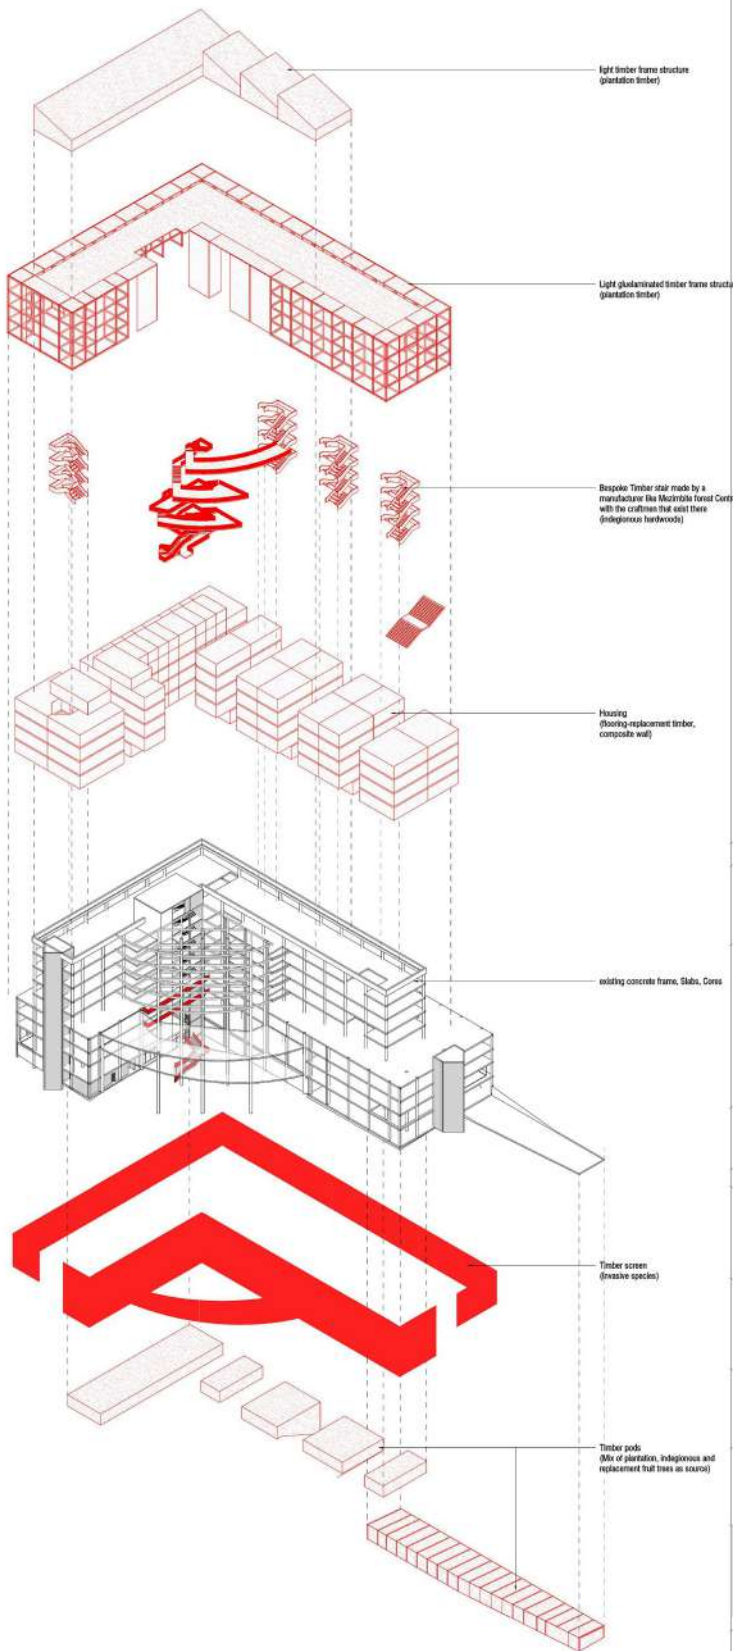 light timber frame structure
(plantation timber)
Light gluelaminated timber frame structu
(plantation timber)
Bespoke Timber stair made by a
manufacturer like Mezimbite forest Cent
with the craftmen that exist there
(indegionous hardwoods)
Housing
(flooring-replacement timber,
composite wall)
existing concrete frame, Slabs, Cores
Timber screen
(Invasive species)
Timber pods
(Mix of plantation, indegionous and
replacement fruit trees as source)